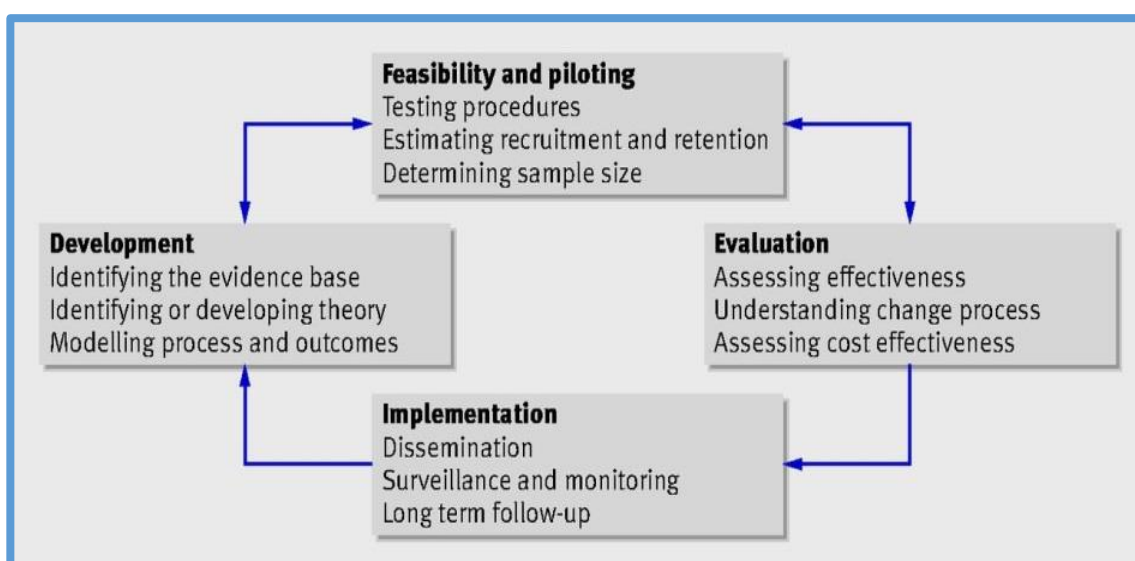 Feasibility and piloting
Testing procedures
Estimating recruitment and retention
Determining sample size
Development
Identifying the evidence base
Identifying or developing theory
Modelling process and outcomes
Evaluation
Assessing effectiveness
Understanding change process
Assessing cost effectiveness
Implementation
Dissemination
Surveillance and monitoring
Long term follow-up